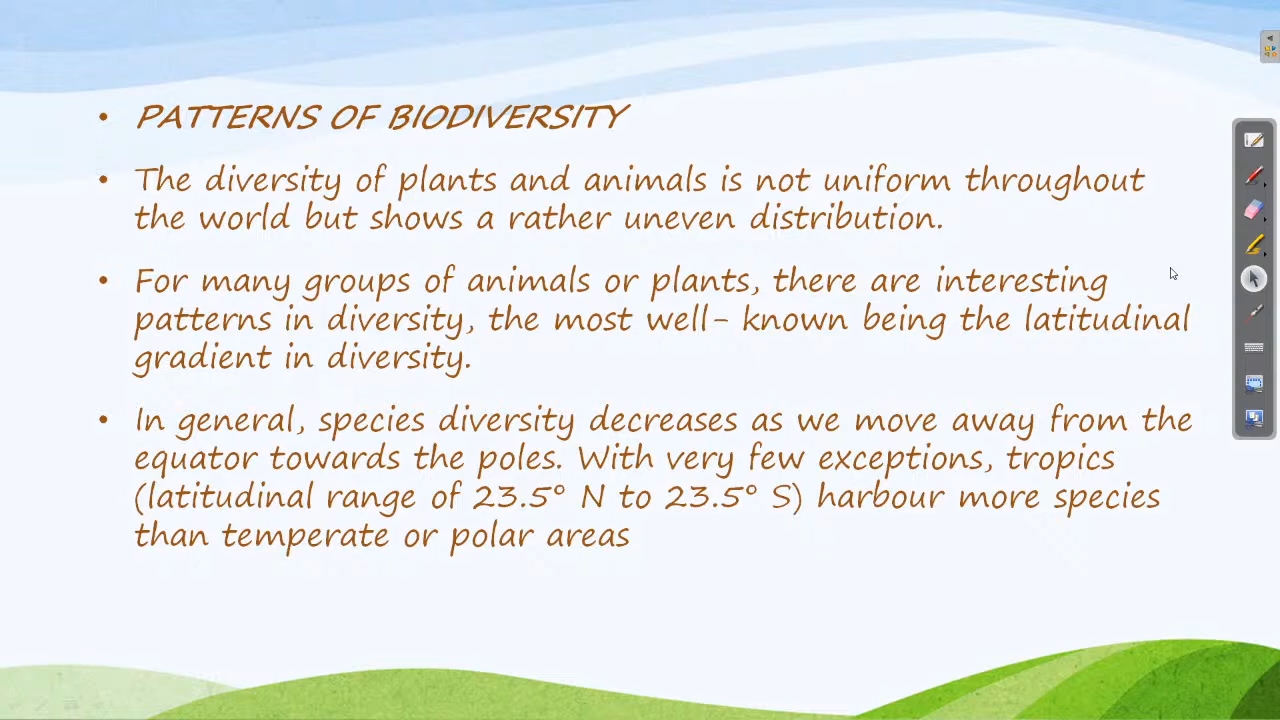 • PATTERNS OF BIODIVERSITY
• The diversity of plants and animals is not uniform throughout
the world but shows a rather uneven distribution.
• For many groups of animals or plants, there are interesting
patterns in diversity, the most well- known being the latitudinal
gradient in diversity.
• In general, species diversity decreases as we move away from the
equator towards the poles. With very few exceptions, tropics
(latitudinal range of 23.5° N to 23.5° S) harbour more species
than temperate or polar areas